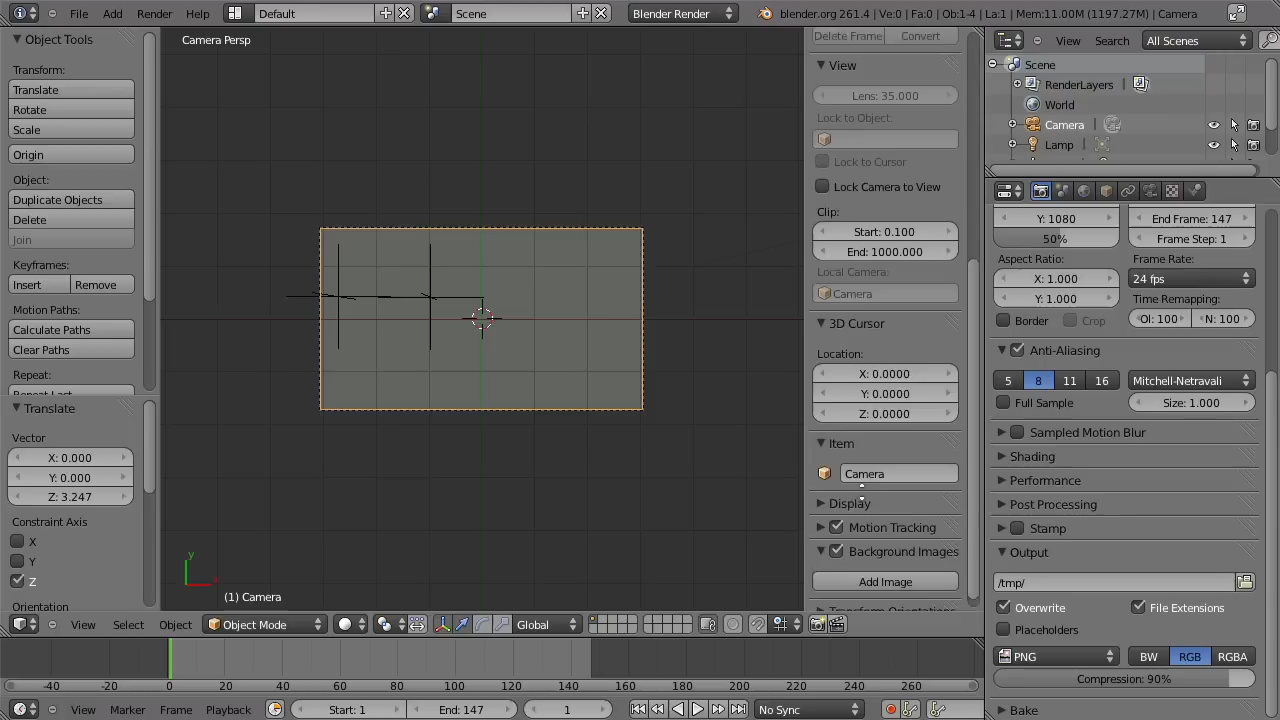 File Add Render Help Default Scene Blender Render blender.org 261.4 | Ve:0 | Fa:0 | Ob:1-4 | La:1 | Mem:11.00M (1197.27M) | Camera
Object Tools
Transform:
Translate
Rotate
Scale
Origin
Object:
Duplicate Objects
Delete
Join
Keyframes:
Insert Remove
Motion Paths:
Calculate Paths
Clear Paths
Repeat:
Repeat Last
Translate
Vector
X: 0.000
Y: 0.000
Z: 3.247
Constraint Axis
X
Y
Z
Orientation
Camera Persp
y
x
(1) Camera
Delete Frame Convert
View
Lens: 35.000
Lock to Object:
Lock to Cursor
Lock Camera to View
Clip:
Start: 0.100
End: 1000.000
Local Camera:
Camera
3D Cursor
Location:
X: 0.0000
Y: 0.0000
Z: 0.0000
Item
Camera
Display
Motion Tracking
Background Images
Add Image
Transform Orientations
View Select Object Object Mode Global
-40 -20 0 20 40 60 80 100 120 140 160 180 200 220 240 260
View Marker Frame Playback Start: 1 End: 147 1 No Sync
View Search All Scenes
Scene
RenderLayers
World
Camera
Lamp
Y: 1080 End Frame: 147
50% Frame Step: 1
Aspect Ratio: Frame Rate:
X: 1.000 24 fps
Y: 1.000 Time Remapping:
Border Crop Ol: 100 N: 100
Anti-Aliasing
5 8 11 16 Mitchell-Netravali
Full Sample Size: 1.000
Sampled Motion Blur
Shading
Performance
Post Processing
Stamp
Output
/tmp/
Overwrite File Extensions
Placeholders
PNG BW RGB RGBA
Compression: 90%
Bake